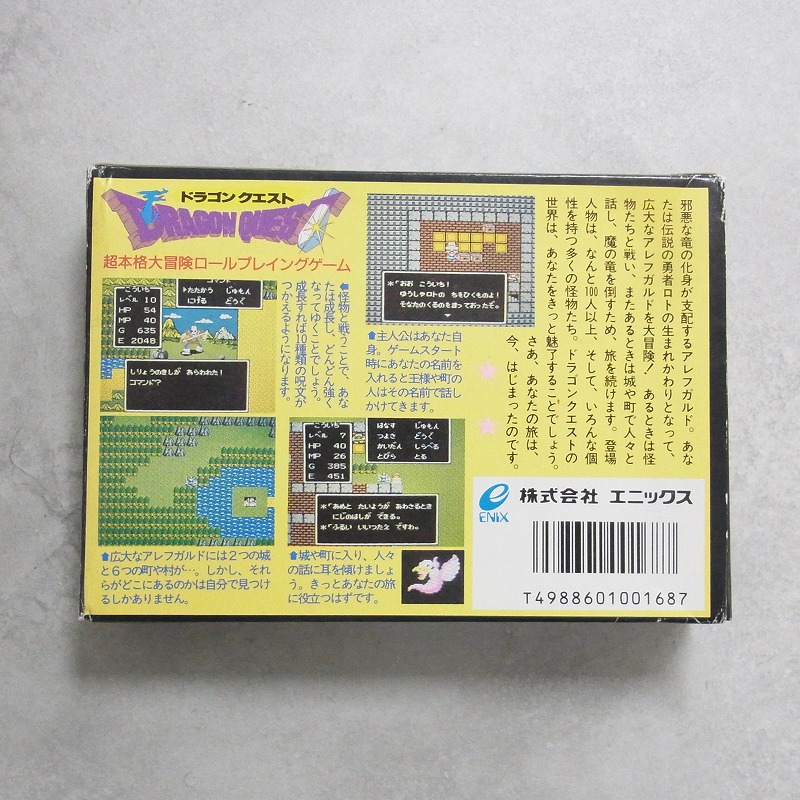 ドラゴン クエスト
DRAGON QUEST
超本格大冒険ロールプレイングゲーム
こういち
レベル 10
HP 54
MP 40
G 635
E 2048
コマンド
▶たたかう じゅもん
にげる どうぐ
しりょうのきしが あらわれた!
コマンド?
⬅怪物と戦うことで、あな
たは成長し、どんどん強く
なってゆくことでしょう。
成長すれば10種類の呪文が
つかえるようになります。
*「おお こういち!
ゆうしゃロトの ちをひくものよ!
そなたのくるのをまっておったぞ。
⬆主人公はあなた自
身。ゲームスタート
時にあなたの名前を
入れると王様や町の
人はその名前で話し
かけてきます。
邪悪な竜の化身が支配するアレフガルド。あな
たは伝説の勇者ロトの生まれかわりとなって、
広大なアレフガルドを大冒険! あるときは怪
物たちと戦い、またあるときは城や町で人々と
話し、魔の竜を倒すため、旅を続けます。登場
人物は、なんと100人以上、そして、いろんな個
性を持つ多くの怪物たち。ドラゴンクエストの
世界は、あなたをきっと魅了することでしょう。
さあ、あなたの旅は、
今、はじまったのです。
⬆広大なアレフガルドには2つの城
と6つの町や村が…。しかし、それ
らがどこにあるのかは自分で見つけ
るしかありません。
こういち
レベル 7
HP 40
MP 26
G 385
E 451
はなす じゅもん
つよさ どうぐ
かいだん しらべる
とびら とる
*「あめと たいようが あわさるとき
にじのはしが できる。
*「ふるい いいつたえ ですわ。
⬆城や町に入り、人々
の話に耳を傾けましょ
う。きっとあなたの旅
に役立つはずです。
ENIX
株式会社 エニックス
T4988601001687